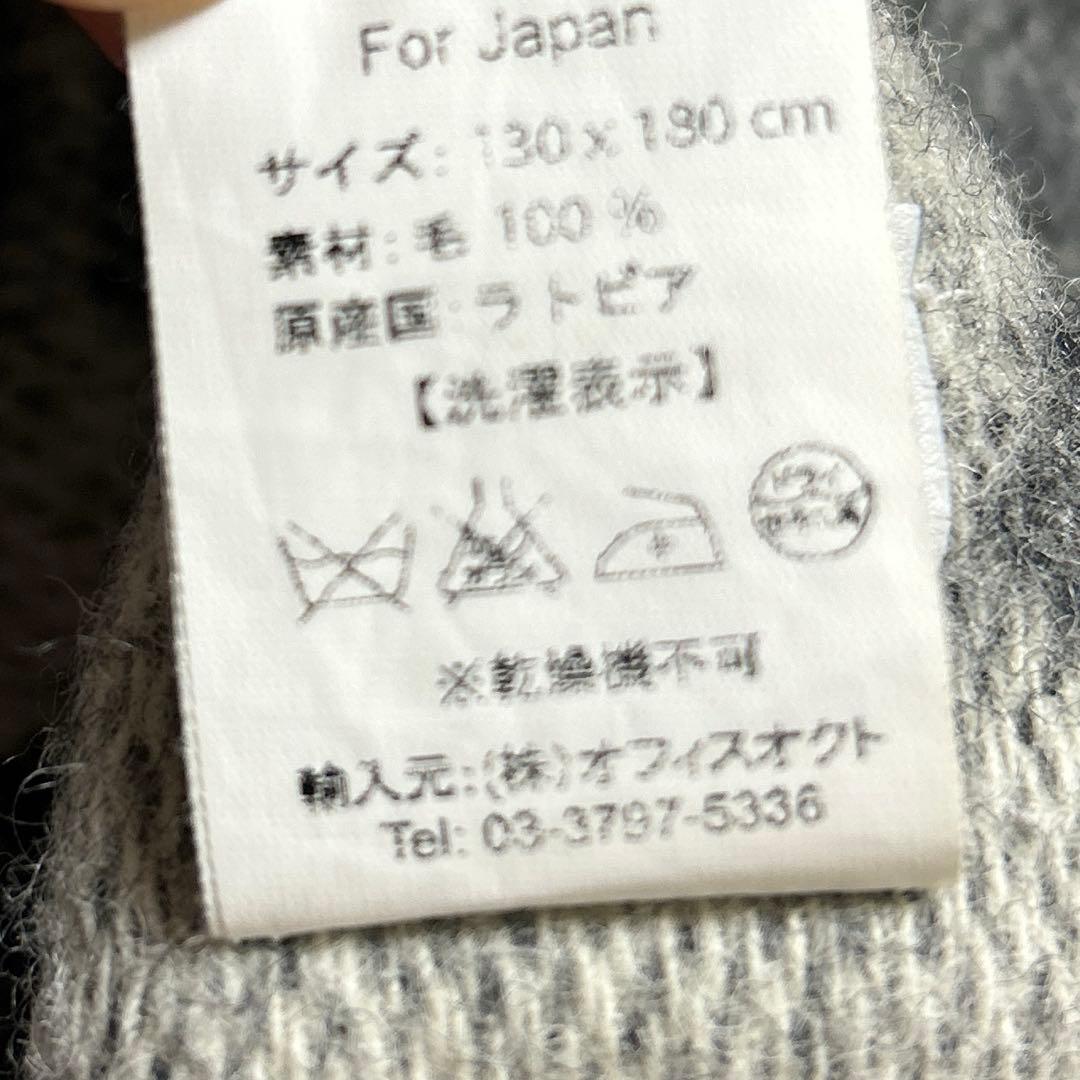 For Japan
サイズ: 130 x 180 cm
素材: 毛 100 %
原産国: ラトビア
【洗濯表示】
※乾燥機不可
輸入元:(株)オフィスオクト
Tel: 03-3797-5336